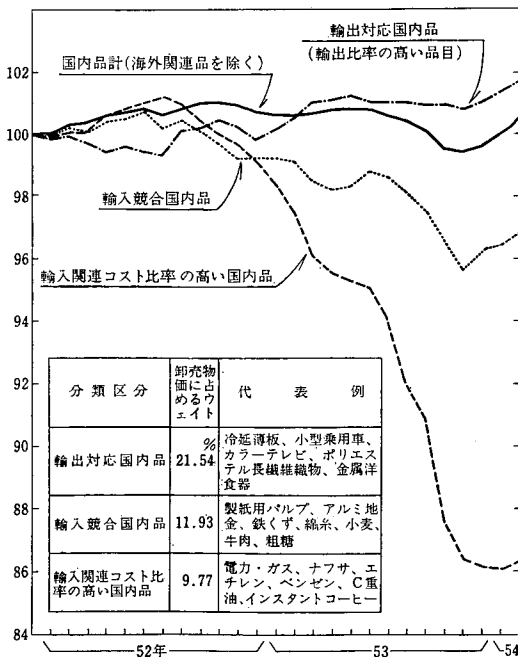 輸出対応国内品
(輸出比率の高い品目)
国内品計(海外関連品を除く)
102
100
輸入競合国内品
98
96
輸入関連コスト比率の高い国内品
94
92
90
88
86
84
分類区分
卸売物価に占めるウェイト
代表例
輸出対応国内品
%
21.54
冷延薄板、小型乗用車、
カラーテレビ、ポリエス
テル長繊維織物、金属洋
食器
輸入競合国内品
11.93
製紙用パルプ、アルミ地
金、鉄くず、綿糸、小麦、
牛肉、粗糖
輸入関連コスト比
率の高い国内品
9.77
電力・ガス、ナフサ、エ
チレン、ベンゼン、C重
油、インスタントコーヒー
52年
53
54